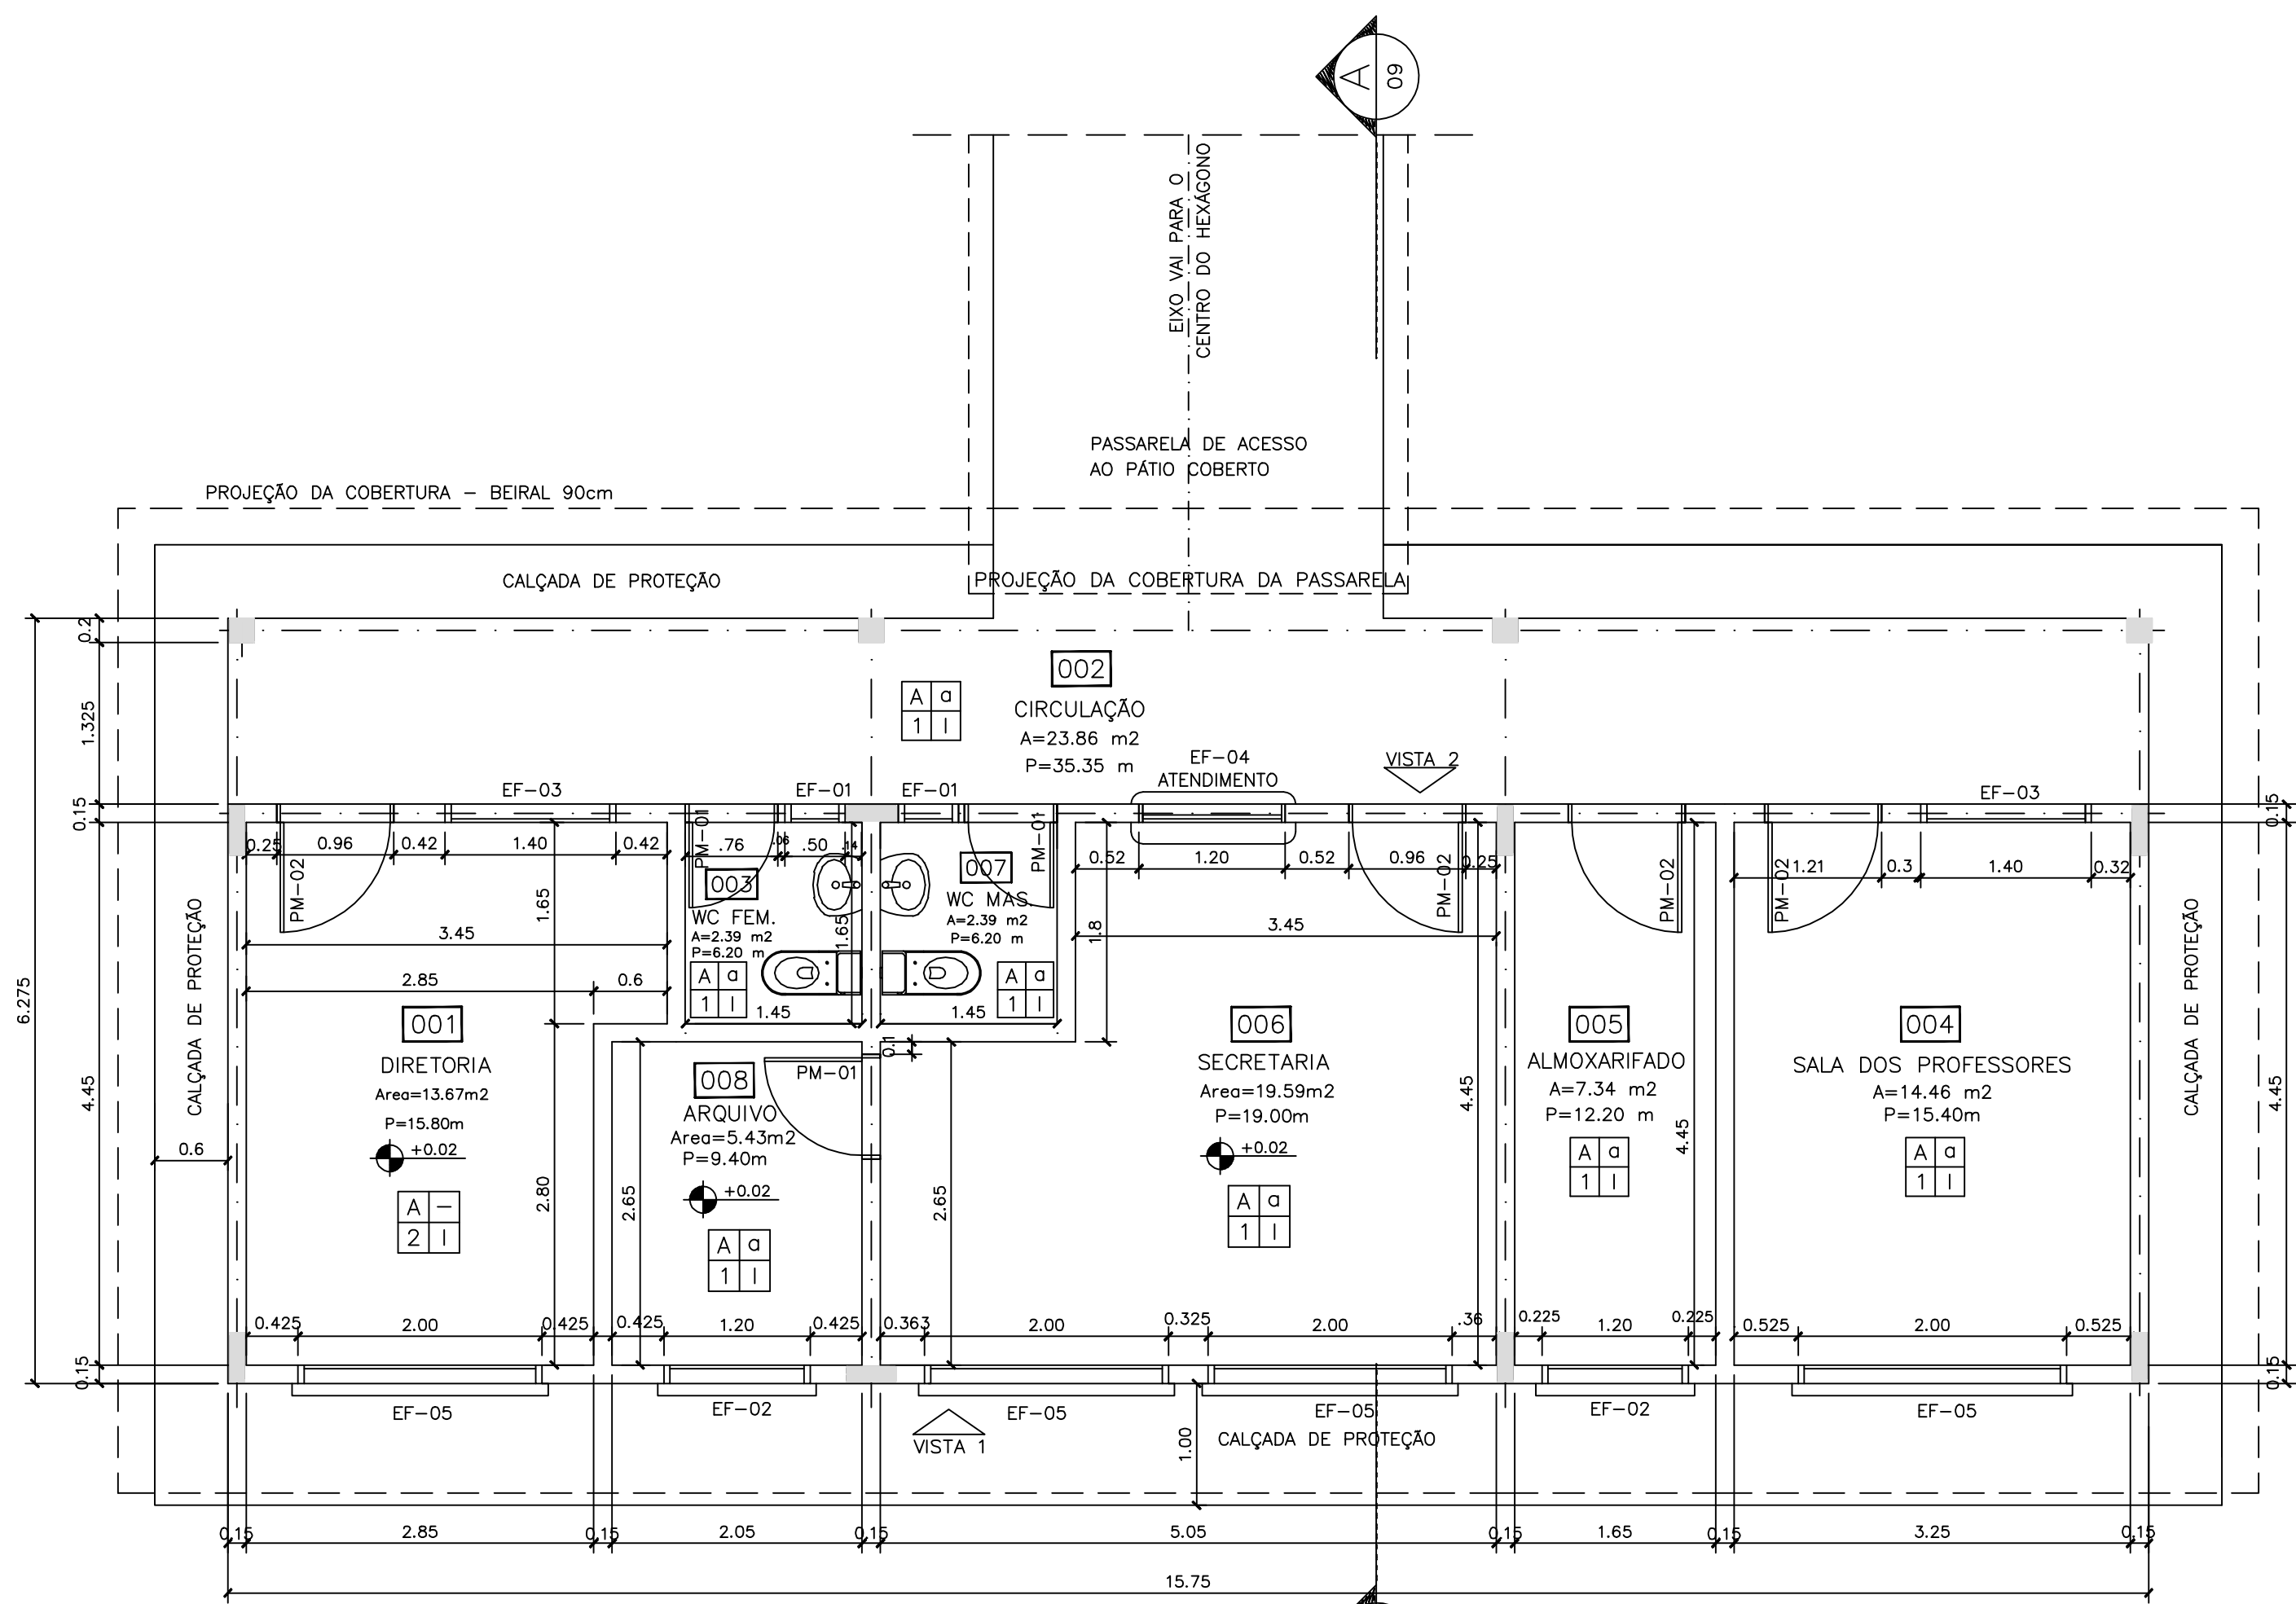 A
09
EIXO VAI PARA O
CENTRO DO HEXÁGONO
PASSARELA DE ACESSO
AO PÁTIO COBERTO
PROJEÇÃO DA COBERTURA - BEIRAL 90cm
CALÇADA DE PROTEÇÃO
PROJEÇÃO DA COBERTURA DA PASSARELA
0.2
1.325
0.15
4.45
0.15
6.275
002
CIRCULAÇÃO
A=23.86 m2
P=35.35 m
A a
1 I
EF-03
EF-01
EF-01
EF-04
ATENDIMENTO
VISTA 2
EF-03
0.15
0.25
0.96
0.42
1.40
0.42
.76
.06
.50
.14
0.52
1.20
0.52
0.96
0.25
1.21
0.3
1.40
0.32
PM-02
PM-01
PM-01
PM-02
PM-02
PM-02
CALÇADA DE PROTEÇÃO
1.65
3.45
2.85
0.6
003
WC FEM.
A=2.39 m2
P=6.20 m
A a
1 I
1.65
1.45
007
WC MAS.
A=2.39 m2
P=6.20 m
A a
1 I
1.45
1.8
3.45
CALÇADA DE PROTEÇÃO
001
DIRETORIA
Area=13.67m2
P=15.80m
+0.02
A -
2 I
0.6
2.80
008
ARQUIVO
Area=5.43m2
P=9.40m
+0.02
A a
1 I
PM-01
0.1
2.65
2.65
006
SECRETARIA
Area=19.59m2
P=19.00m
+0.02
A a
1 I
4.45
005
ALMOXARIFADO
A=7.34 m2
P=12.20 m
A a
1 I
4.45
004
SALA DOS PROFESSORES
A=14.46 m2
P=15.40m
A a
1 I
4.45
0.15
0.425
2.00
0.425
0.425
1.20
0.425
0.363
2.00
0.325
2.00
.36
0.225
1.20
0.225
0.525
2.00
0.525
EF-05
EF-02
EF-05
EF-05
EF-02
EF-05
VISTA 1
1.00
CALÇADA DE PROTEÇÃO
0.15
2.85
0.15
2.05
0.15
5.05
0.15
1.65
0.15
3.25
0.15
15.75